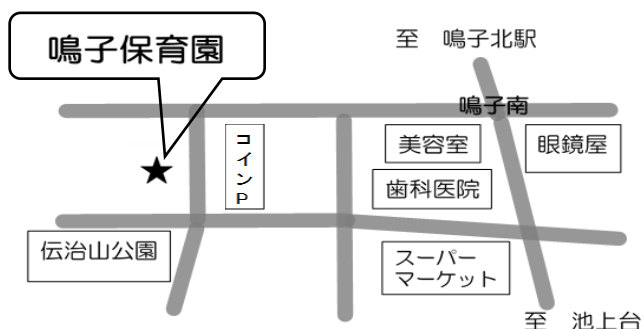 至　鳴子北駅
鳴子保育園
鳴子南
コインP
美容室
眼鏡屋
歯科医院
伝治山公園
スーパー
マーケット
至　池上台